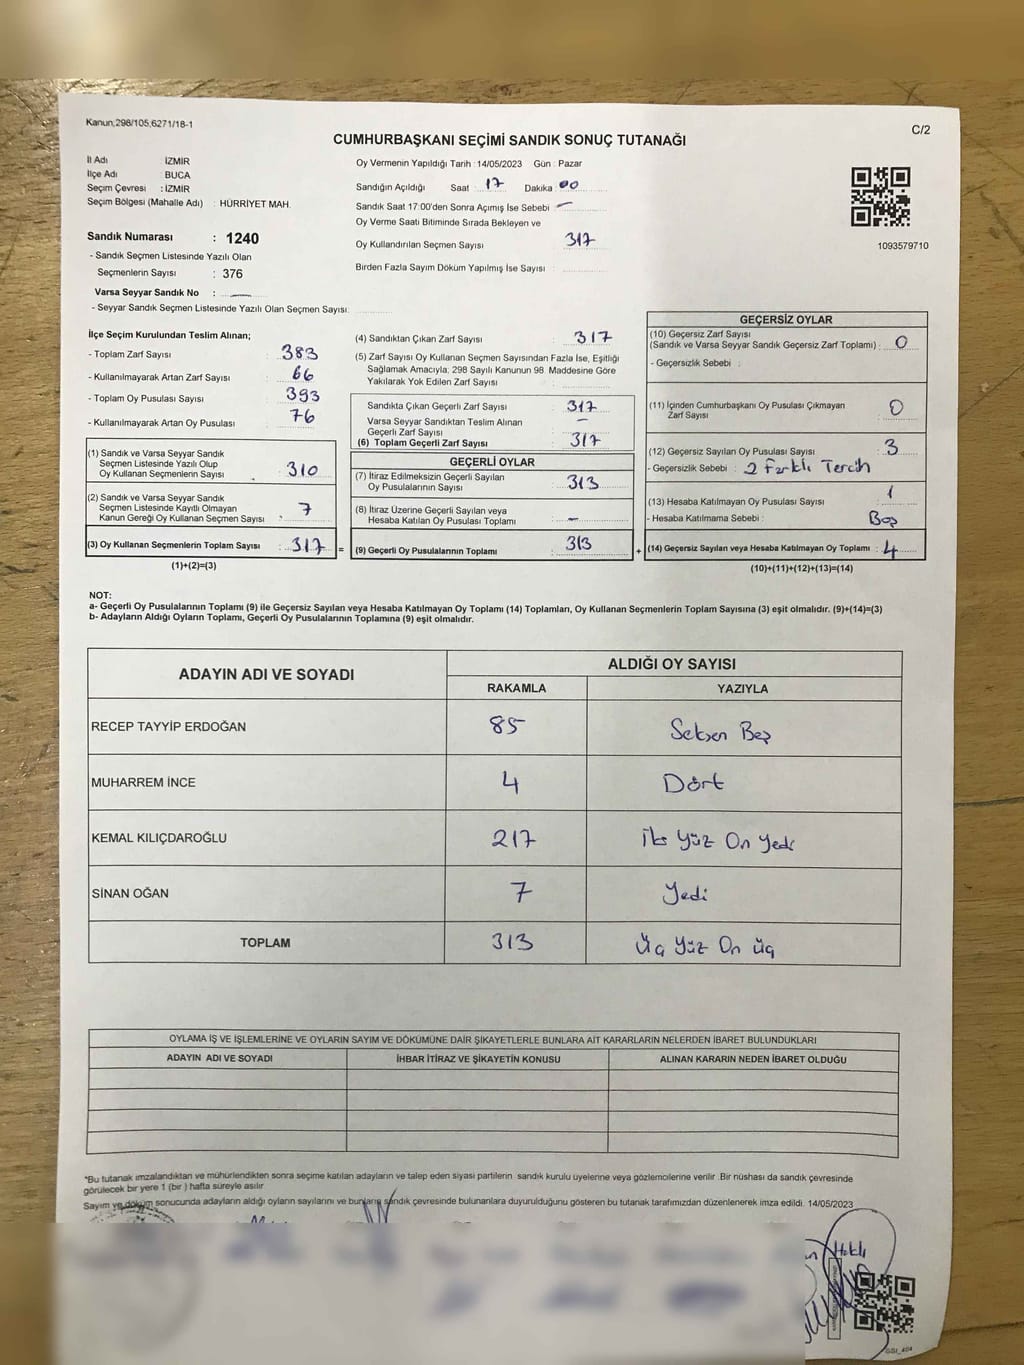 Kanun,298/105,6271/18-1
C/2
CUMHURBAŞKANI SEÇİMİ SANDIK SONUÇ TUTANAĞI
İl Adı İZMİR
İlçe Adı BUCA
Seçim Çevresi : İZMİR
Seçim Bölgesi (Mahalle Adı) : HÜRRİYET MAH.
Sandık Numarası : 1240
- Sandık Seçmen Listesinde Yazılı Olan
Seçmenlerin Sayısı : 376
Varsa Seyyar Sandık No : —
- Seyyar Sandık Seçmen Listesinde Yazılı Olan Seçmen Sayısı:
Oy Vermenin Yapıldığı Tarih : 14/05/2023 Gün : Pazar
Sandığın Açıldığı Saat : 17 Dakika : 00
Sandık Saat 17:00'den Sonra Açımış İse Sebebi : —
Oy Verme Saati Bitiminde Sırada Bekleyen ve
Oy Kullandırılan Seçmen Sayısı 317
Birden Fazla Sayım Döküm Yapılmış İse Sayısı :
1093579710
İlçe Seçim Kurulundan Teslim Alınan;
- Toplam Zarf Sayısı : 383
- Kullanılmayarak Artan Zarf Sayısı : 66
- Toplam Oy Pusulası Sayısı : 393
- Kullanılmayarak Artan Oy Pusulası : 76
(1) Sandık ve Varsa Seyyar Sandık
Seçmen Listesinde Yazılı Olup
Oy Kullanan Seçmenlerin Sayısı : 310
(2) Sandık ve Varsa Seyyar Sandık
Seçmen Listesinde Kayıtlı Olmayan
Kanun Gereği Oy Kullanan Seçmen Sayısı : 7
(3) Oy Kullanan Seçmenlerin Toplam Sayısı : 317 =
(1)+(2)=(3)
(4) Sandıktan Çıkan Zarf Sayısı : 317
(5) Zarf Sayısı Oy Kullanan Seçmen Sayısından Fazla İse, Eşitliği
Sağlamak Amacıyla; 298 Sayılı Kanunun 98. Maddesine Göre
Yakılarak Yok Edilen Zarf Sayısı :
Sandıkta Çıkan Geçerli Zarf Sayısı : 317
Varsa Seyyar Sandıktan Teslim Alınan
Geçerli Zarf Sayısı : —
(6) Toplam Geçerli Zarf Sayısı : 317
GEÇERLİ OYLAR
(7) İtiraz Edilmeksizin Geçerli Sayılan
Oy Pusulalarının Sayısı : 313
(8) İtiraz Üzerine Geçerli Sayılan veya
Hesaba Katılan Oy Pusulası Toplamı : —
(9) Geçerli Oy Pusulalarının Toplamı : 313 +
GEÇERSİZ OYLAR
(10) Geçersiz Zarf Sayısı
(Sandık ve Varsa Seyyar Sandık Geçersiz Zarf Toplamı) : 0
- Geçersizlik Sebebi :
(11) İçinden Cumhurbaşkanı Oy Pusulası Çıkmayan
Zarf Sayısı : 0
(12) Geçersiz Sayılan Oy Pusulası Sayısı : 3
- Geçersizlik Sebebi : 2 Farklı Tercih
(13) Hesaba Katılmayan Oy Pusulası Sayısı : 1
- Hesaba Katılmama Sebebi : Boş
(14) Geçersiz Sayılan veya Hesaba Katılmayan Oy Toplamı : 4
(10)+(11)+(12)+(13)=(14)
NOT:
a- Geçerli Oy Pusulalarının Toplamı (9) ile Geçersiz Sayılan veya Hesaba Katılmayan Oy Toplamı (14) Toplamları, Oy Kullanan Seçmenlerin Toplam Sayısına (3) eşit olmalıdır. (9)+(14)=(3)
b- Adayların Aldığı Oyların Toplamı, Geçerli Oy Pusulalarının Toplamına (9) eşit olmalıdır.
ADAYIN ADI VE SOYADI ALDIĞI OY SAYISI
RAKAMLA YAZIYLA
RECEP TAYYİP ERDOĞAN 85 Seksen Beş
MUHARREM İNCE 4 Dört
KEMAL KILIÇDAROĞLU 217 İki Yüz On Yedi
SİNAN OĞAN 7 Yedi
TOPLAM 313 Üç Yüz On Üç
OYLAMA İŞ VE İŞLEMLERİNE VE OYLARIN SAYIM VE DÖKÜMÜNE DAİR ŞİKAYETLERLE BUNLARA AİT KARARLARIN NELERDEN İBARET BULUNDUKLARI
ADAYIN ADI VE SOYADI İHBAR İTİRAZ VE ŞİKAYETİN KONUSU ALINAN KARARIN NEDEN İBARET OLDUĞU
*Bu tutanak imzalandıktan ve mühürlendikten sonra seçime katılan adayların ve talep eden siyasi partilerin sandık kurulu üyelerine veya gözlemcilerine verilir. Bir nüshası da sandık çevresinde
görülecek bir yere 1 (bir ) hafta süreyle asılır.
Sayım ve döküm sonucunda adayların aldığı oyların sayılarını ve bunların sandık çevresinde bulunanlara duyurulduğunu gösteren bu tutanak tarafımızdan düzenlenerek imza edildi. 14/05/2023